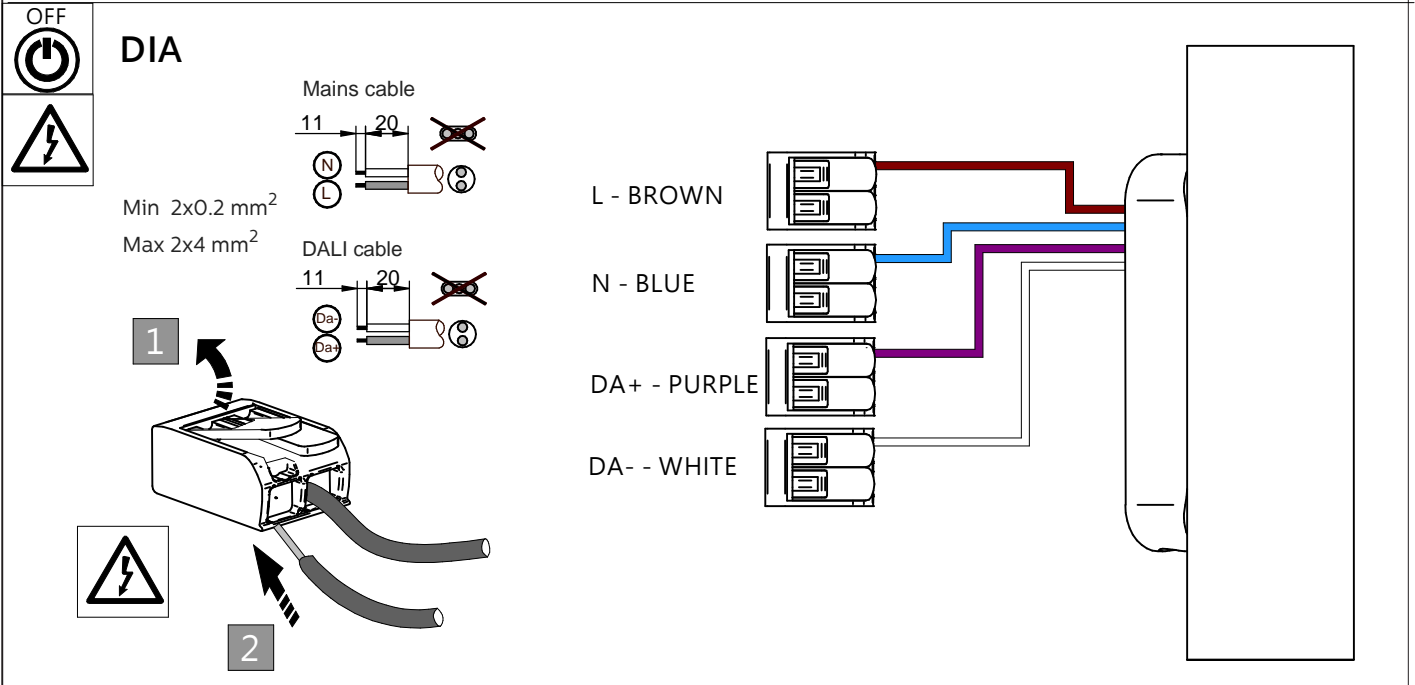 OFF
DIA
Mains cable
11 20
N
L
Min 2x0.2 mm²
Max 2x4 mm²
DALI cable
11 20
Da-
Da+
1
2
L - BROWN
N - BLUE
DA+ - PURPLE
DA- - WHITE